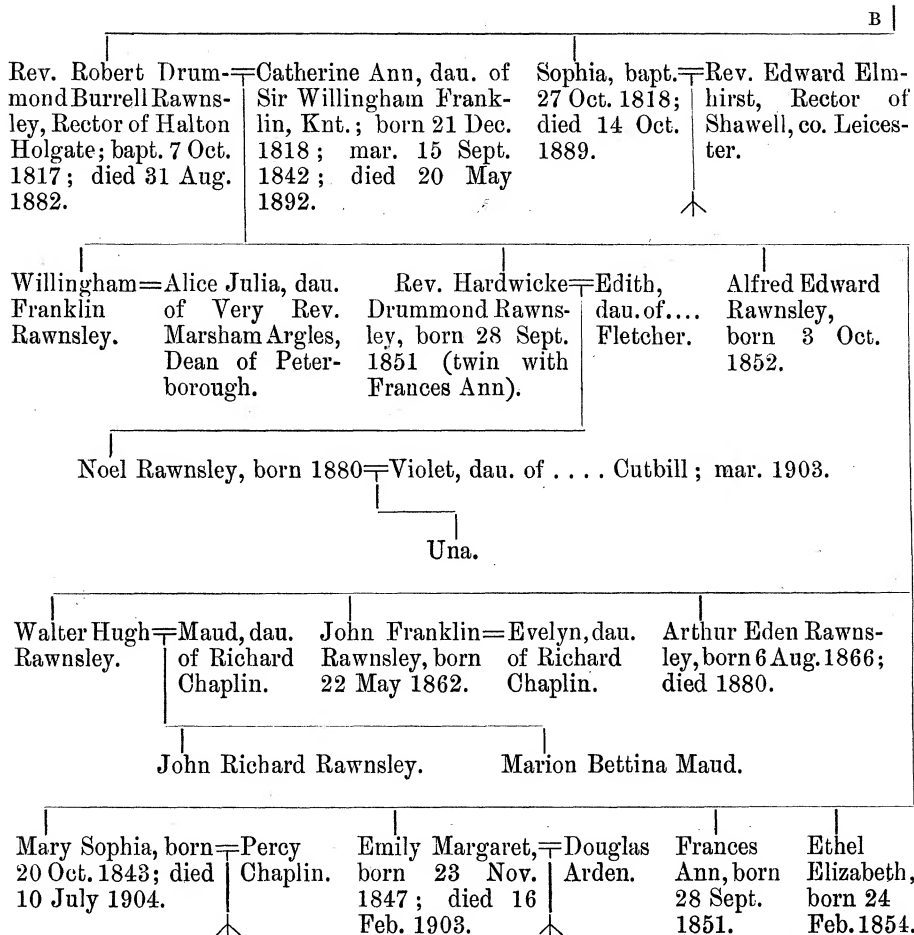 B
Rev. Robert Drum-
mond Burrell Rawns-
ley, Rector of Halton
Holgate; bapt. 7 Oct.
1817; died 31 Aug.
1882.
Catherine Ann, dau. of
Sir Willingham Frank-
lin, Knt.; born 21 Dec.
1818; mar. 15 Sept.
1842; died 20 May
1892.
Sophia, bapt.
27 Oct. 1818;
died 14 Oct.
1889.
Rev. Edward Elm-
hirst, Rector of
Shawell, co. Leices-
ter.
Willingham
Franklin
Rawnsley.
Alice Julia, dau.
of Very Rev.
Marsham Argles,
Dean of Peter-
borough.
Rev. Hardwicke
Drummond Rawns-
ley, born 28 Sept.
1851 (twin with
Frances Ann).
Edith,
dau. of....
Fletcher.
Alfred Edward
Rawnsley,
born 3 Oct.
1852.
Noel Rawnsley, born 1880
Violet, dau. of .... Cutbill; mar. 1903.
Una.
Walter Hugh
Rawnsley.
Maud, dau.
of Richard
Chaplin.
John Franklin
Rawnsley, born
22 May 1862.
Evelyn, dau.
of Richard
Chaplin.
Arthur Eden Rawns-
ley, born 6 Aug. 1866;
died 1880.
John Richard Rawnsley.
Marion Bettina Maud.
Mary Sophia, born
20 Oct. 1843; died
10 July 1904.
Percy
Chaplin.
Emily Margaret,
born 23 Nov.
1847; died 16
Feb. 1903.
Douglas
Arden.
Frances
Ann, born
28 Sept.
1851.
Ethel
Elizabeth,
born 24
Feb. 1854.